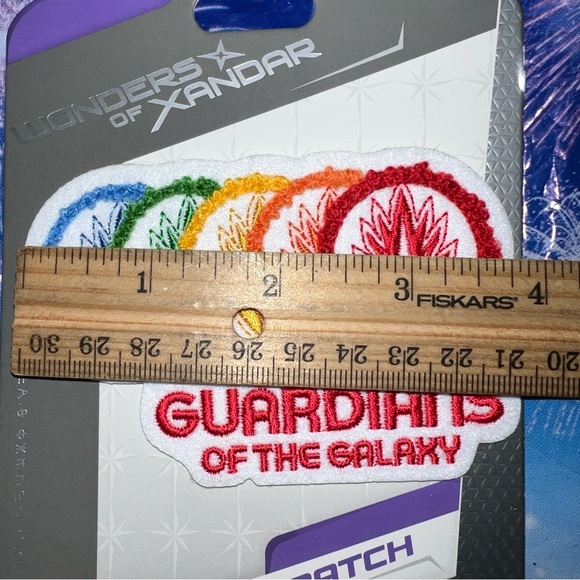 WONDERS
OF XANDAR
1 2 3 FISKARS® 4
30 29 28 27 26 25 24 23 22 21 20
GUARDIANS
OF THE GALAXY
PATCH